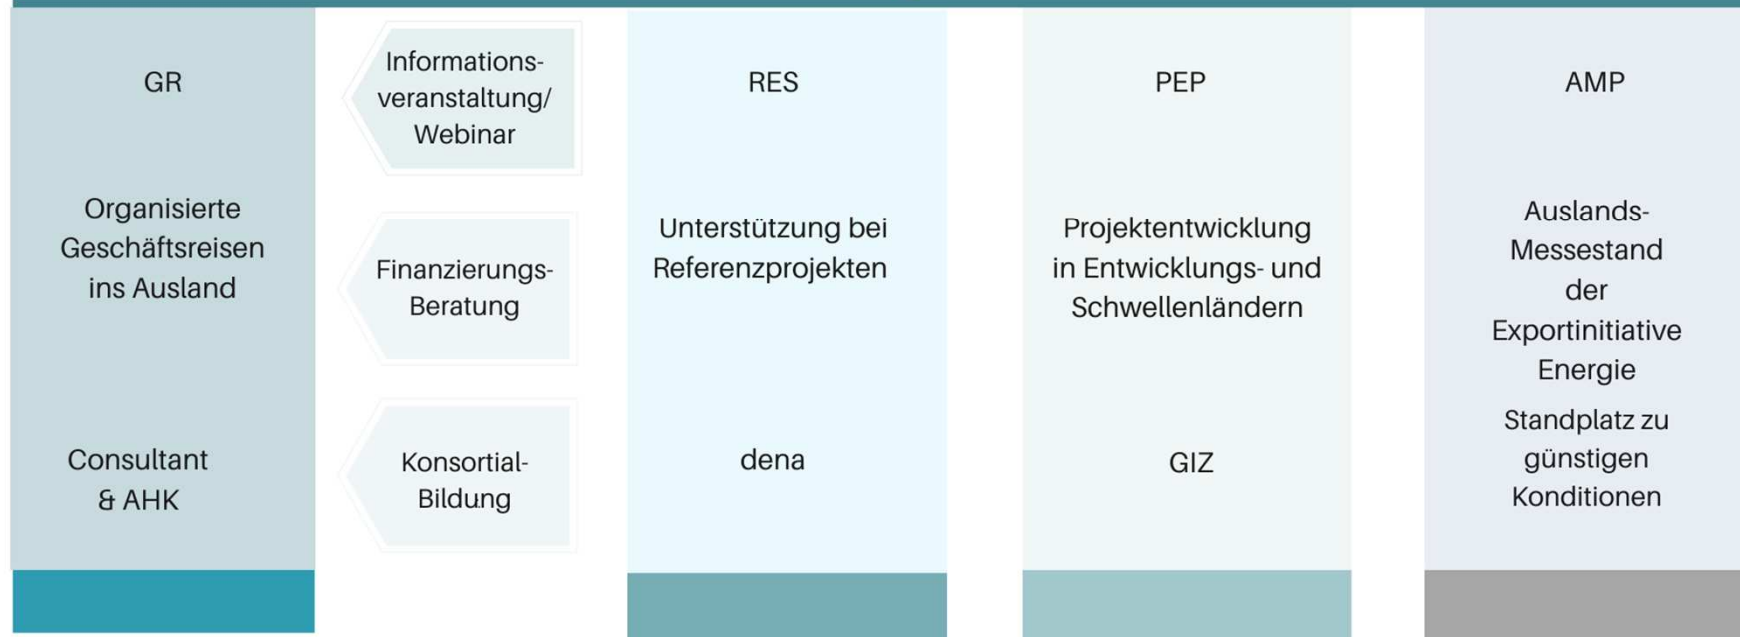 GR
Organisierte
Geschäftsreisen
ins Ausland
Consultant
& AHK
Informations-
veranstaltung/
Webinar
Finanzierungs-
Beratung
Konsortial-
Bildung
RES
Unterstützung bei
Referenzprojekten
dena
PEP
Projektentwicklung
in Entwicklungs- und
Schwellenländern
GIZ
AMP
Auslands-
Messestand
der
Exportinitiative
Energie
Standplatz zu
günstigen
Konditionen